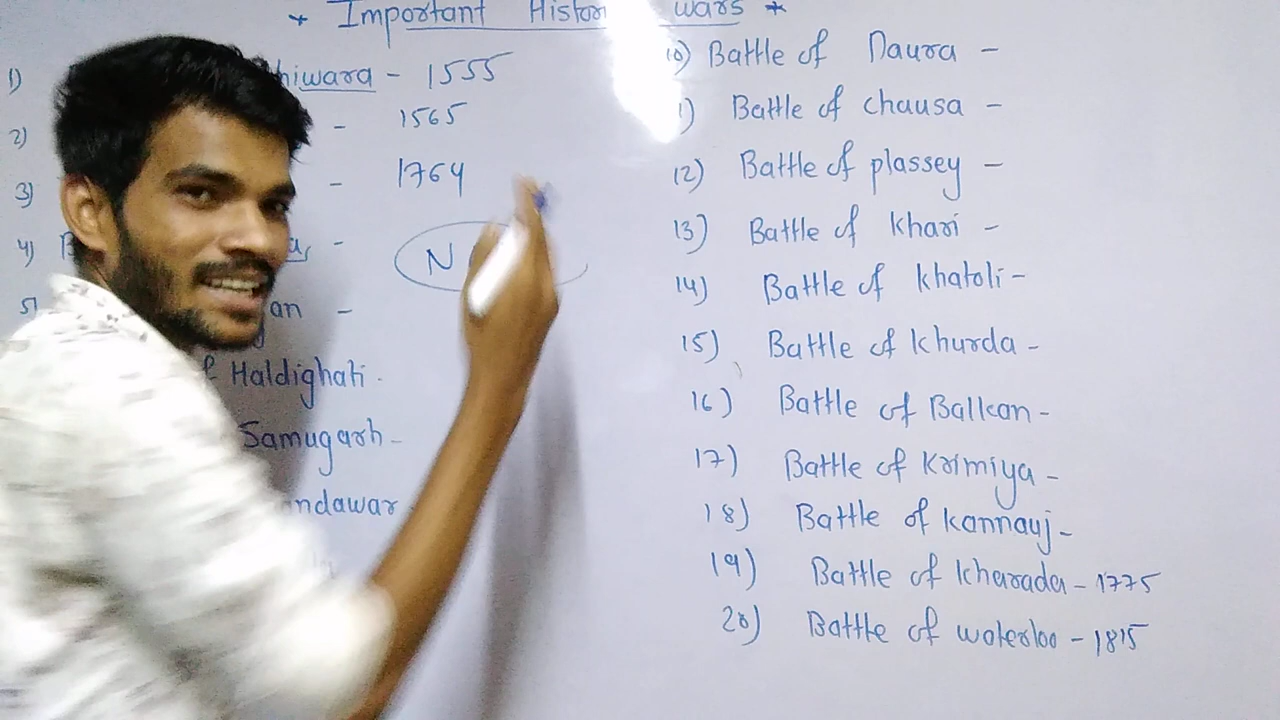 * Important Histor wars *
1) hiwara - 1555
2) - 1565
3) - 1764
4) B -
5) an -
Haldighati -
Samugarh -
ndawar
N
10) Battle of Daura -
1) Battle of chausa -
12) Battle of plassey -
13) Battle of khari -
14) Battle of khatoli -
15) Battle of khurda -
16) Battle of Balkan -
17) Battle of Krimiya -
18) Battle of kannauj -
19) Battle of kharada - 1775
20) Battle of waterloo - 1815